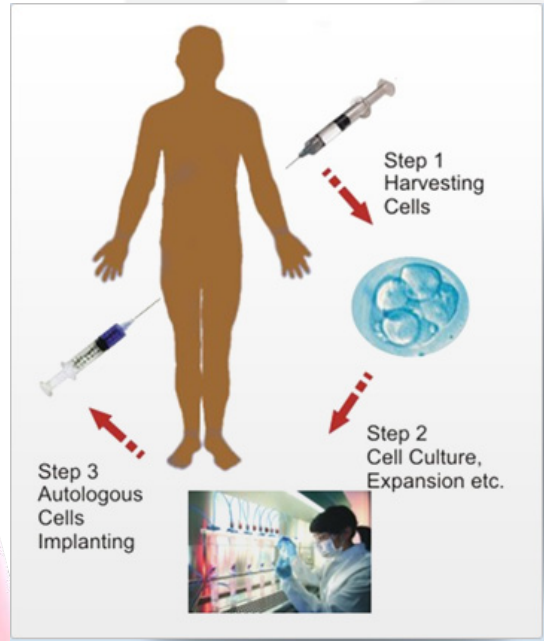 Step 1
Harvesting
Cells
Step 2
Cell Culture,
Expansion etc.
Step 3
Autologous
Cells
Implanting